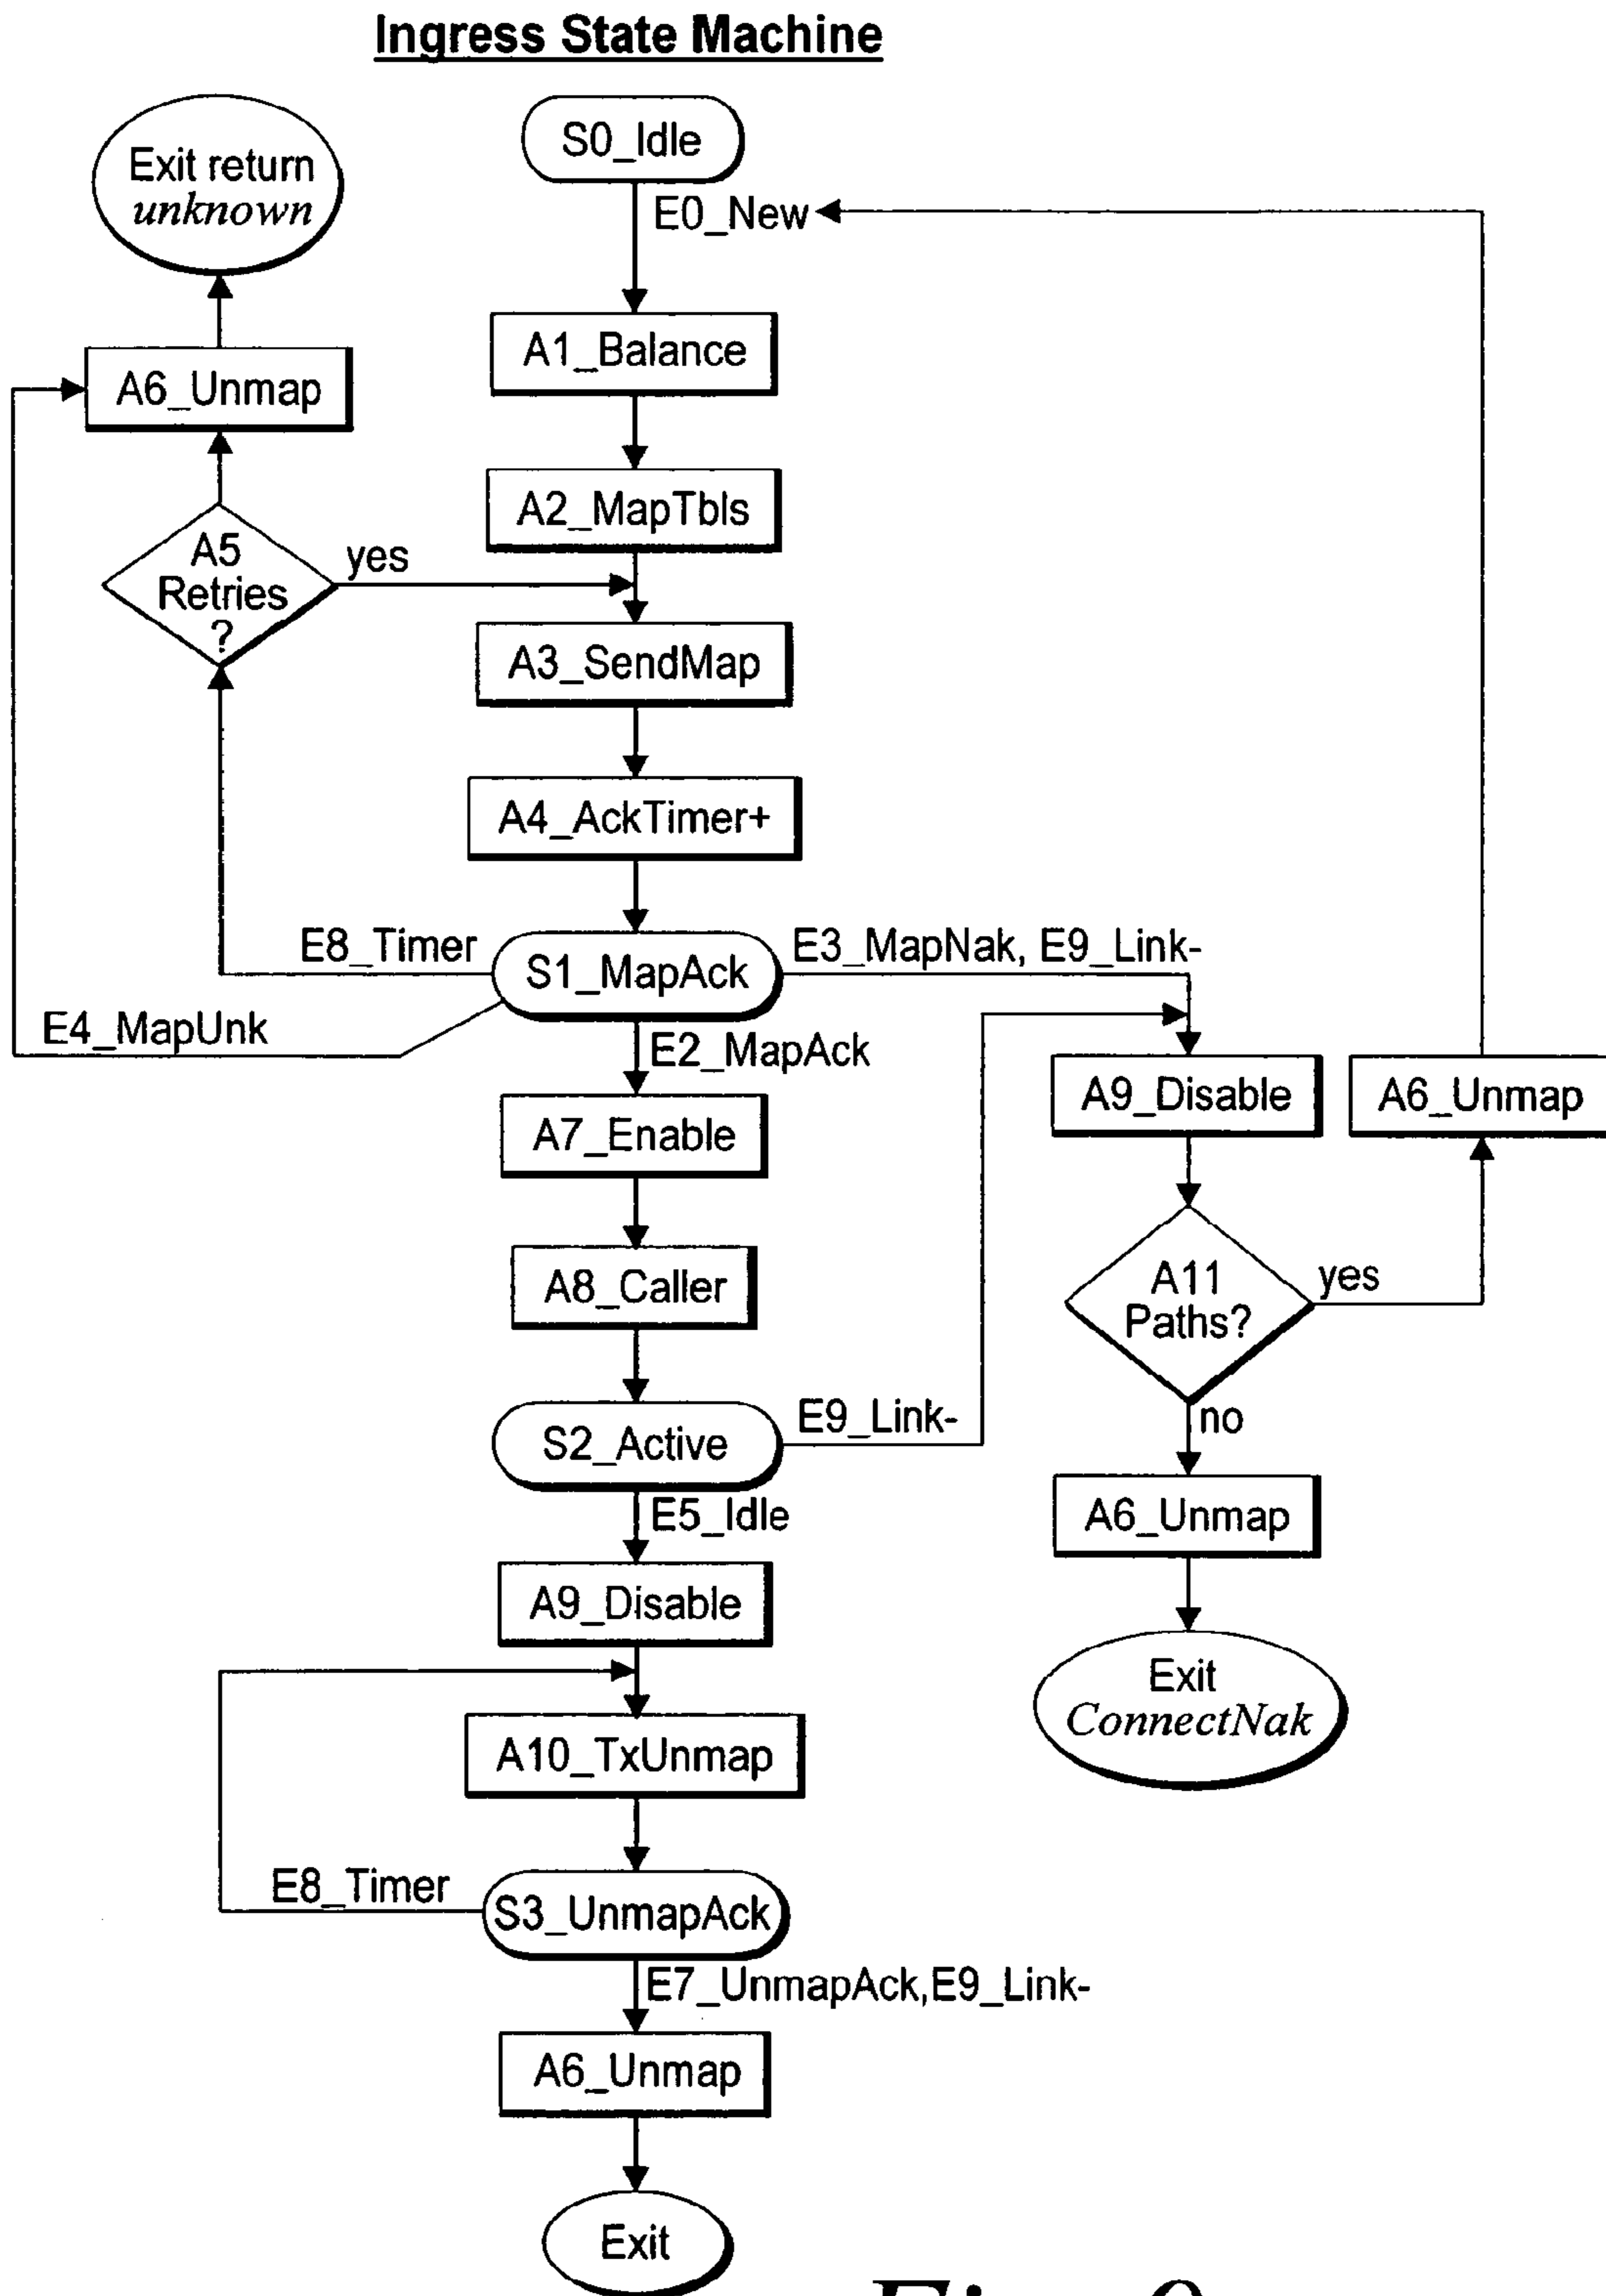 Ingress State Machine
S0_Idle
Exit return
unknown
E0_New
A1_Balance
A6_Unmap
A2_MapTbls
A5
Retries
?
yes
A3_SendMap
A4_AckTimer+
E8_Timer
S1_MapAck
E3_MapNak, E9_Link-
E4_MapUnk
E2_MapAck
A9_Disable
A6_Unmap
A7_Enable
A8_Caller
A11
Paths?
yes
no
S2_Active
E9_Link-
E5_Idle
A6_Unmap
A9_Disable
Exit
ConnectNak
A10_TxUnmap
E8_Timer
S3_UnmapAck
E7_UnmapAck,E9_Link-
A6_Unmap
Exit